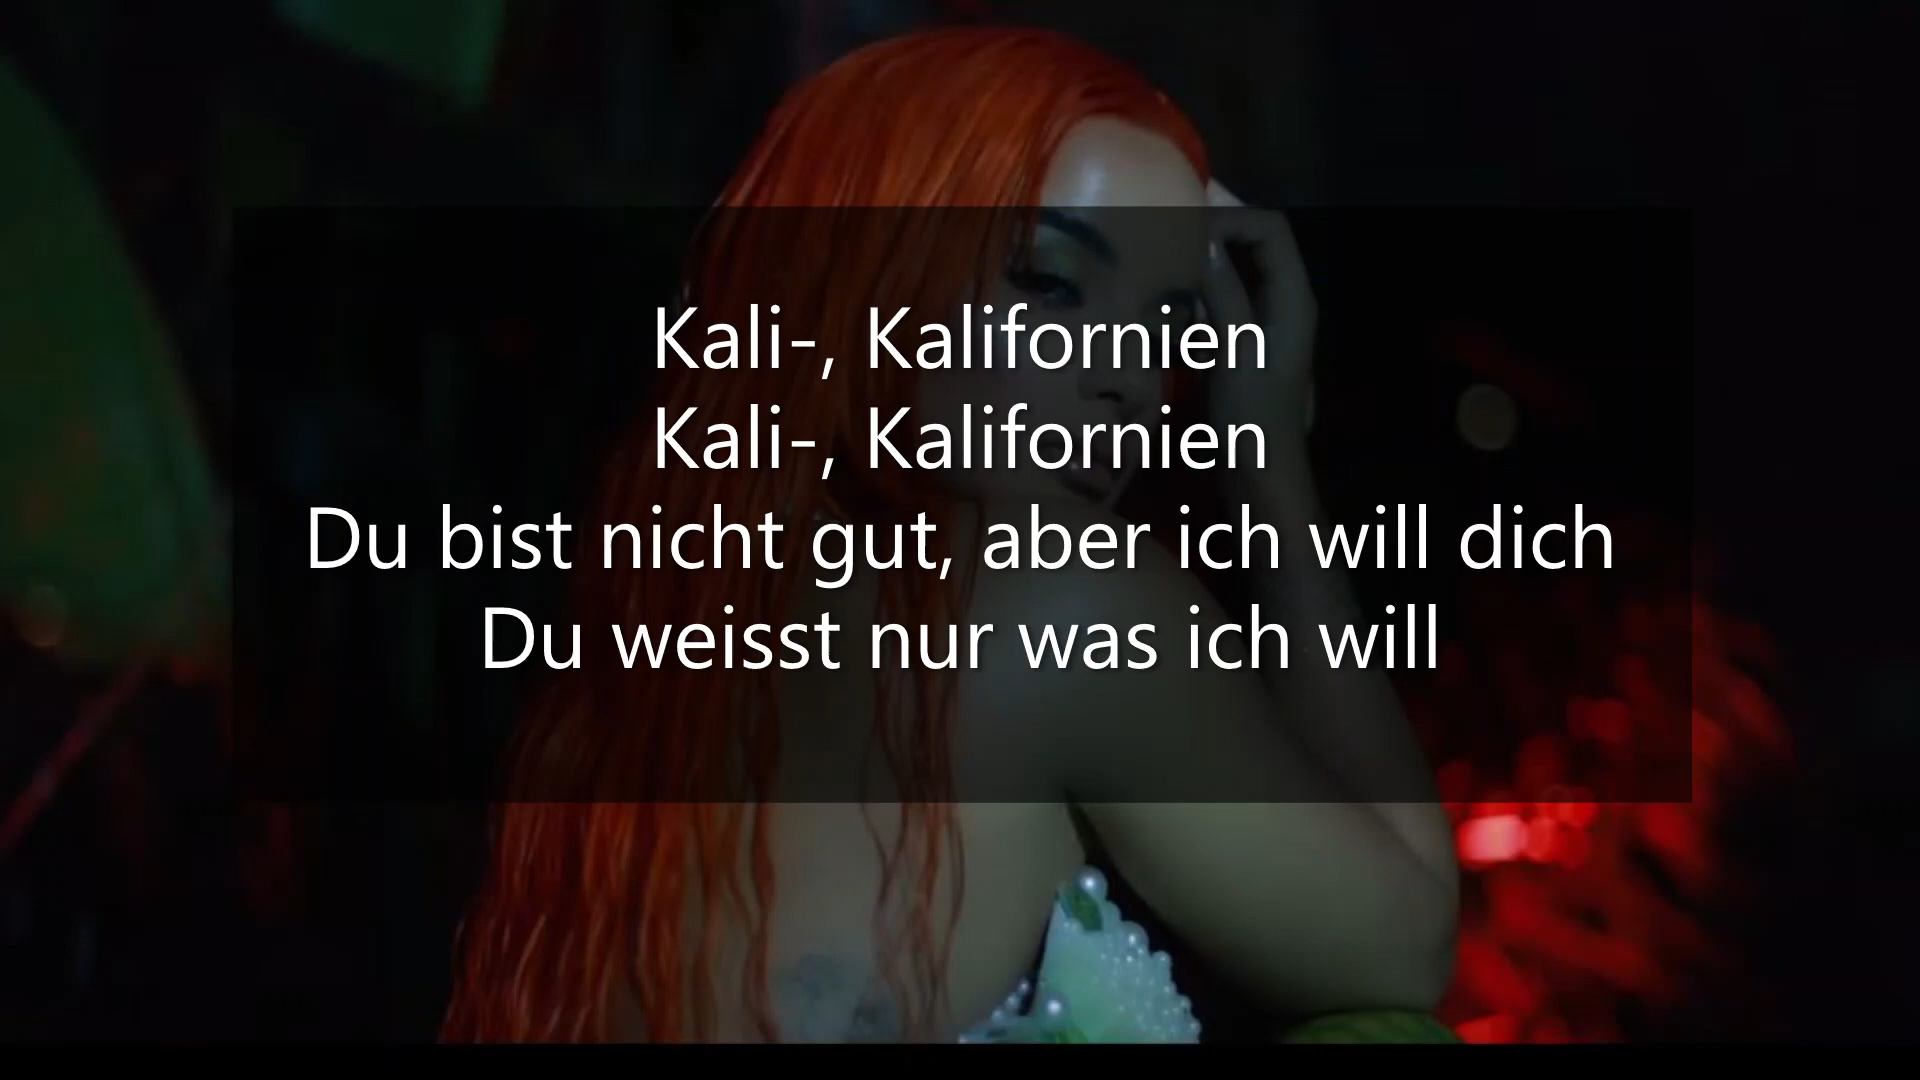 Kali-, Kalifornien
Kali-, Kalifornien
Du bist nicht gut, aber ich will dich
Du weisst nur was ich will